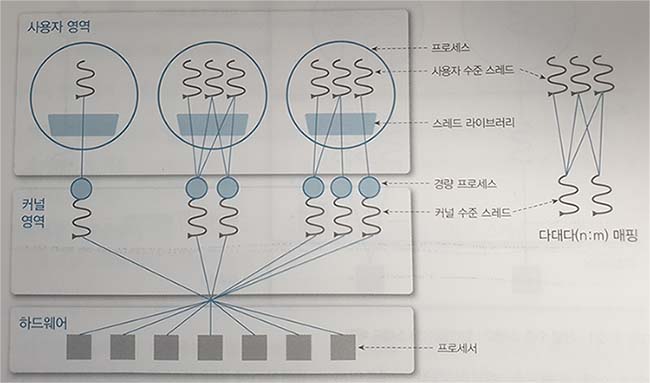 사용자 영역
프로세스
사용자 수준 스레드
스레드 라이브러리
경량 프로세스
커널
영역
커널 수준 스레드
다대다(n:m) 매핑
하드웨어
프로세서